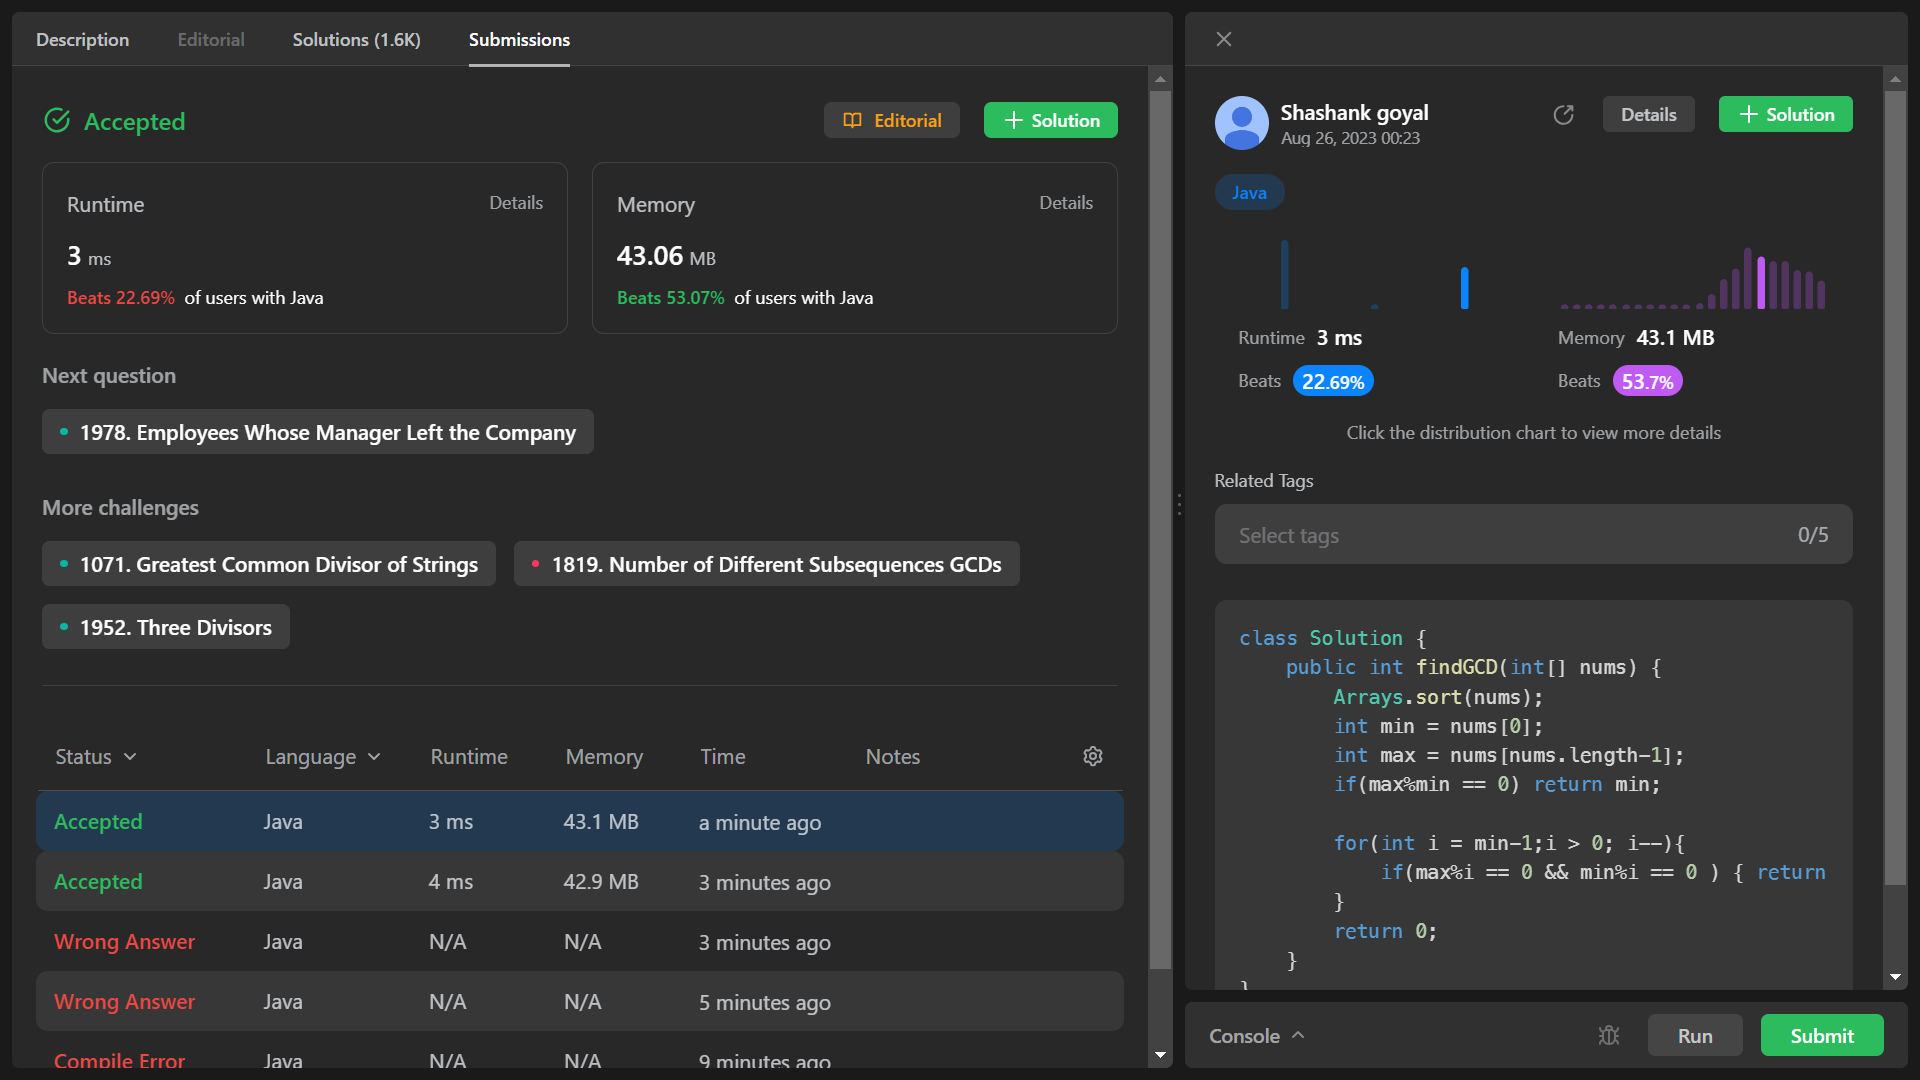 Description Editorial Solutions (1.6K) Submissions
Accepted
Editorial
Solution
Runtime Details
3 ms
Beats 22.69% of users with Java
Memory Details
43.06 MB
Beats 53.07% of users with Java
Next question
1978. Employees Whose Manager Left the Company
More challenges
1071. Greatest Common Divisor of Strings
1819. Number of Different Subsequences GCDs
1952. Three Divisors
Status Language Runtime Memory Time Notes
Accepted Java 3 ms 43.1 MB a minute ago
Accepted Java 4 ms 42.9 MB 3 minutes ago
Wrong Answer Java N/A N/A 3 minutes ago
Wrong Answer Java N/A N/A 5 minutes ago
Compile Error Java N/A N/A 9 minutes ago
Shashank goyal
Aug 26, 2023 00:23
Details
Solution
Java
Runtime 3 ms
Beats 22.69%
Memory 43.1 MB
Beats 53.7%
Click the distribution chart to view more details
Related Tags
Select tags 0/5
class Solution {
public int findGCD(int[] nums) {
Arrays.sort(nums);
int min = nums[0];
int max = nums[nums.length-1];
if(max%min == 0) return min;
for(int i = min-1;i > 0; i--){
if(max%i == 0 && min%i == 0 ) { return
}
return 0;
}
}
Console
Run
Submit